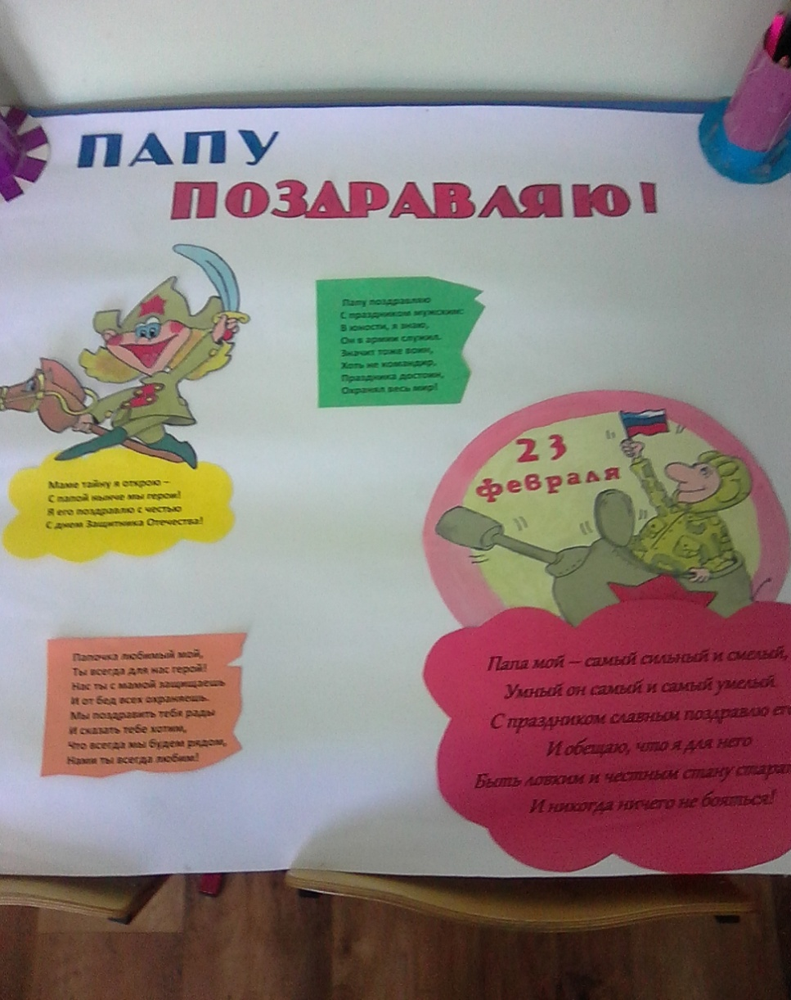 ПАПУ
ПОЗДРАВЛЯЮ!
Папу поздравляю
С праздником мужским:
В юности, я знаю,
Он в армии служил.
Значит тоже воин,
Хоть не командир,
Праздника достоин,
Охранял весь мир!
23
февраля
Маме тайну я открою –
С папой нынче мы герои!
Я его поздравлю с честью
С днем Защитника Отечества!
Папочка любимый мой,
Ты всегда для нас герой!
Нас ты с мамой защищаешь
И от бед всех охраняешь.
Мы поздравить тебя рады
И сказать тебе хотим,
Что всегда мы будем рядом,
Нами ты всегда любим!
Папа мой – самый сильный и смелый,
Умный он самый и самый умелый.
С праздником славным поздравлю его
И обещаю, что я для него
Быть ловким и честным стану
И никогда ничего не бояться!